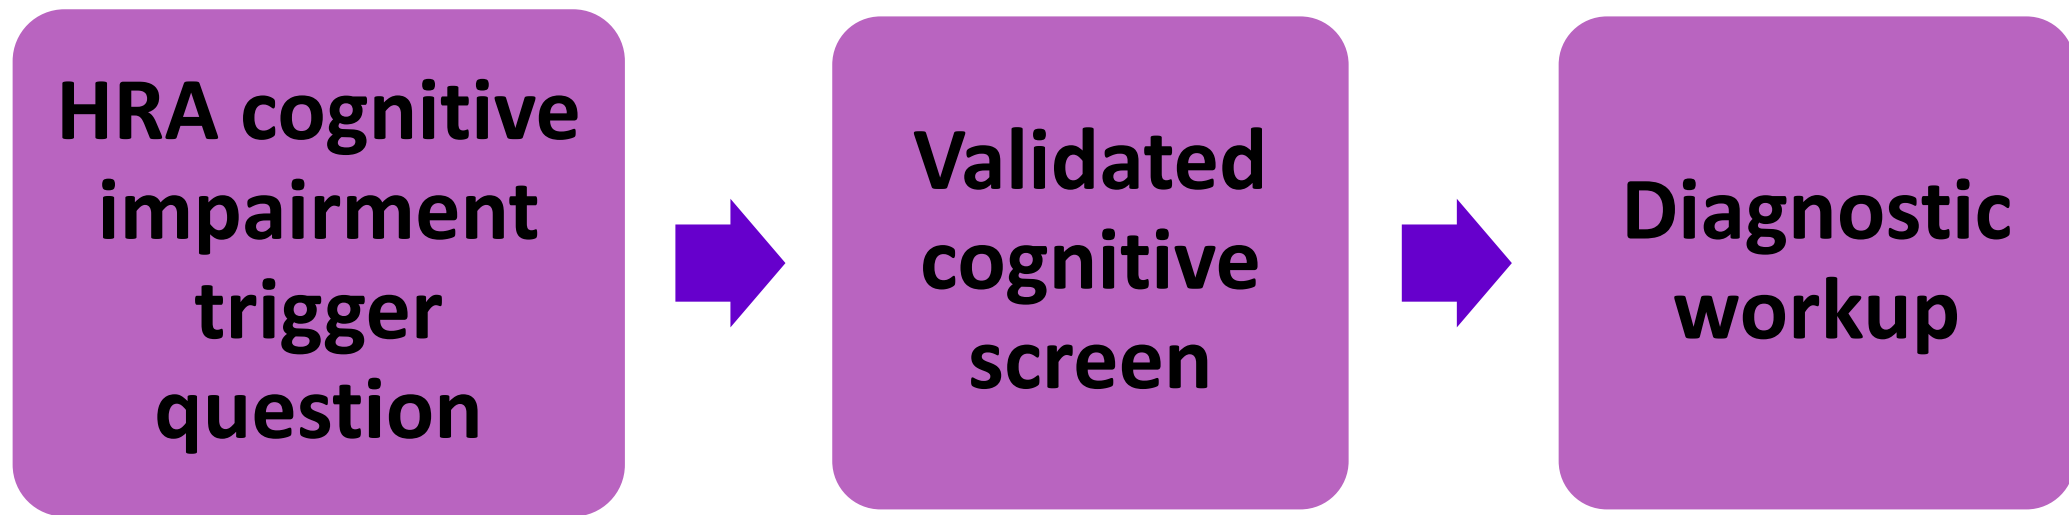 HRA cognitive
impairment
trigger
question
Validated
cognitive
screen
Diagnostic
workup